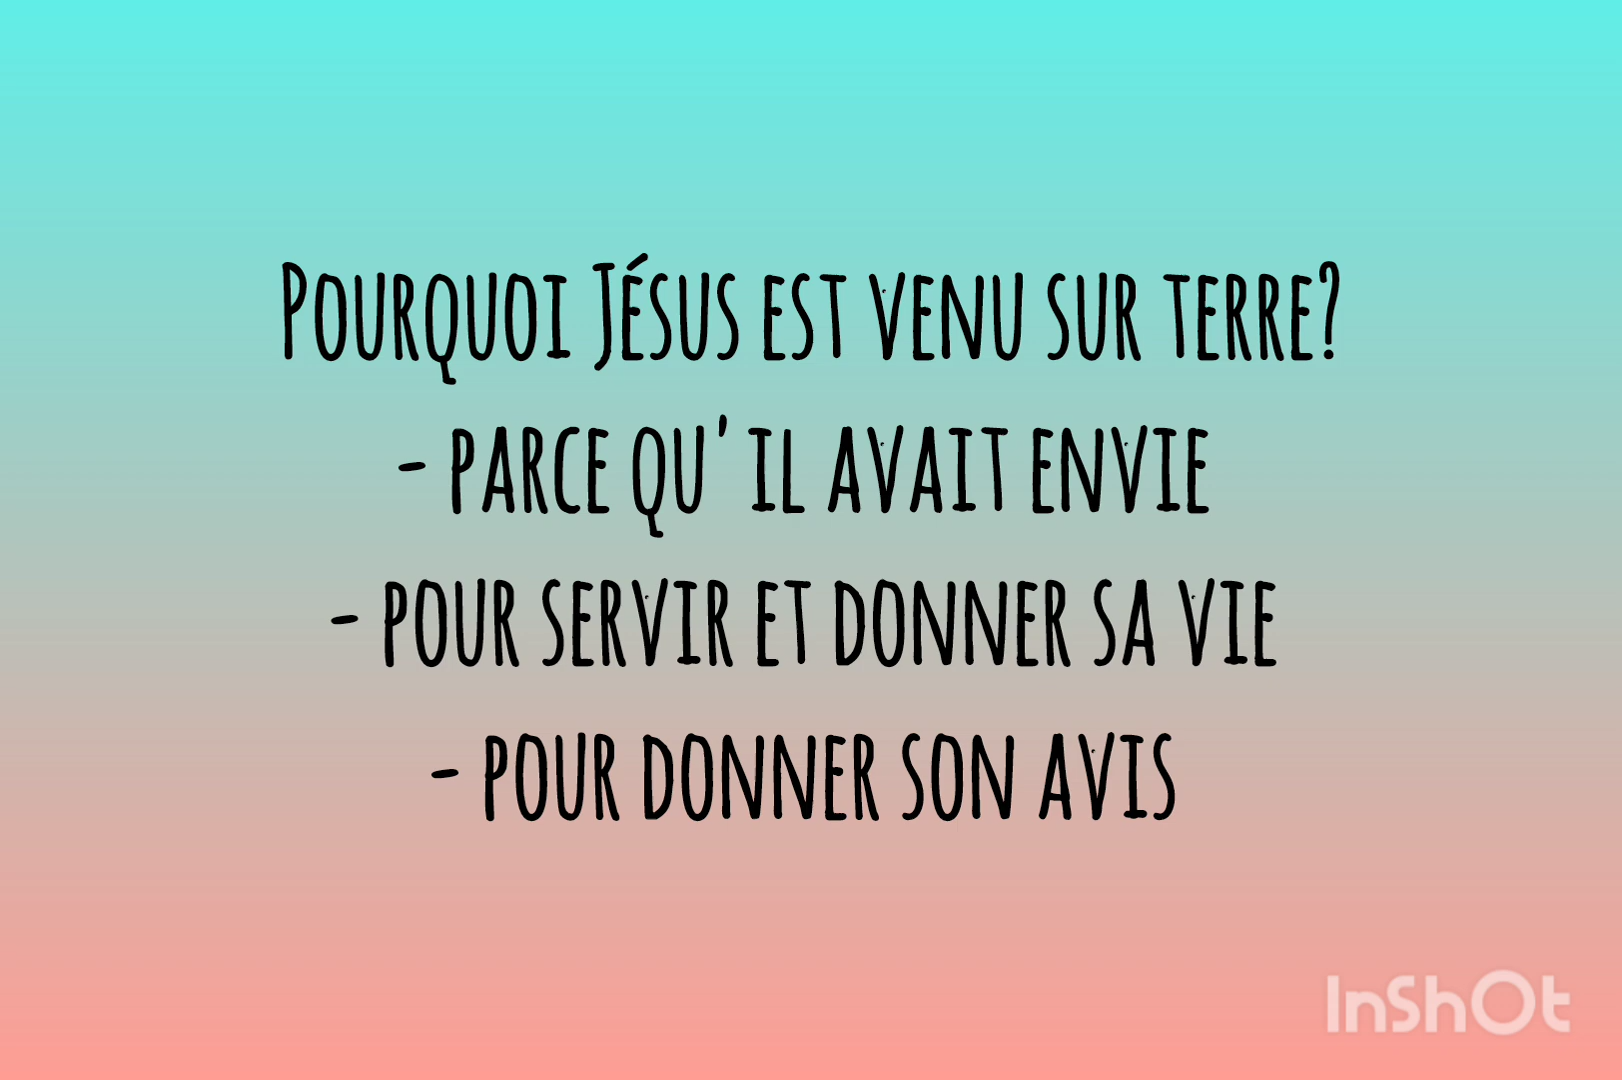 Pourquoi Jésus est venu sur terre?
- parce qu'il avait envie
- pour servir et donner sa vie
- pour donner son avis
InShOt